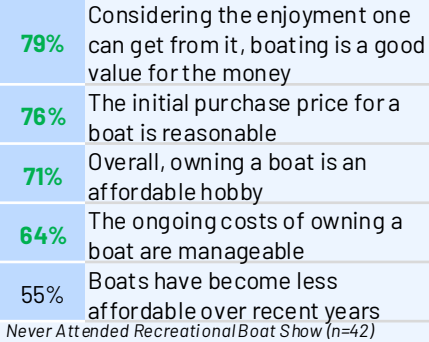 79% Considering the enjoyment one
can get from it, boating is a good
value for the money
76% The initial purchase price for a
boat is reasonable
71% Overall, owning a boat is an
affordable hobby
64% The ongoing costs of owning a
boat are manageable
55% Boats have become less
affordable over recent years
Never Attended Recreational Boat Show (n=42)